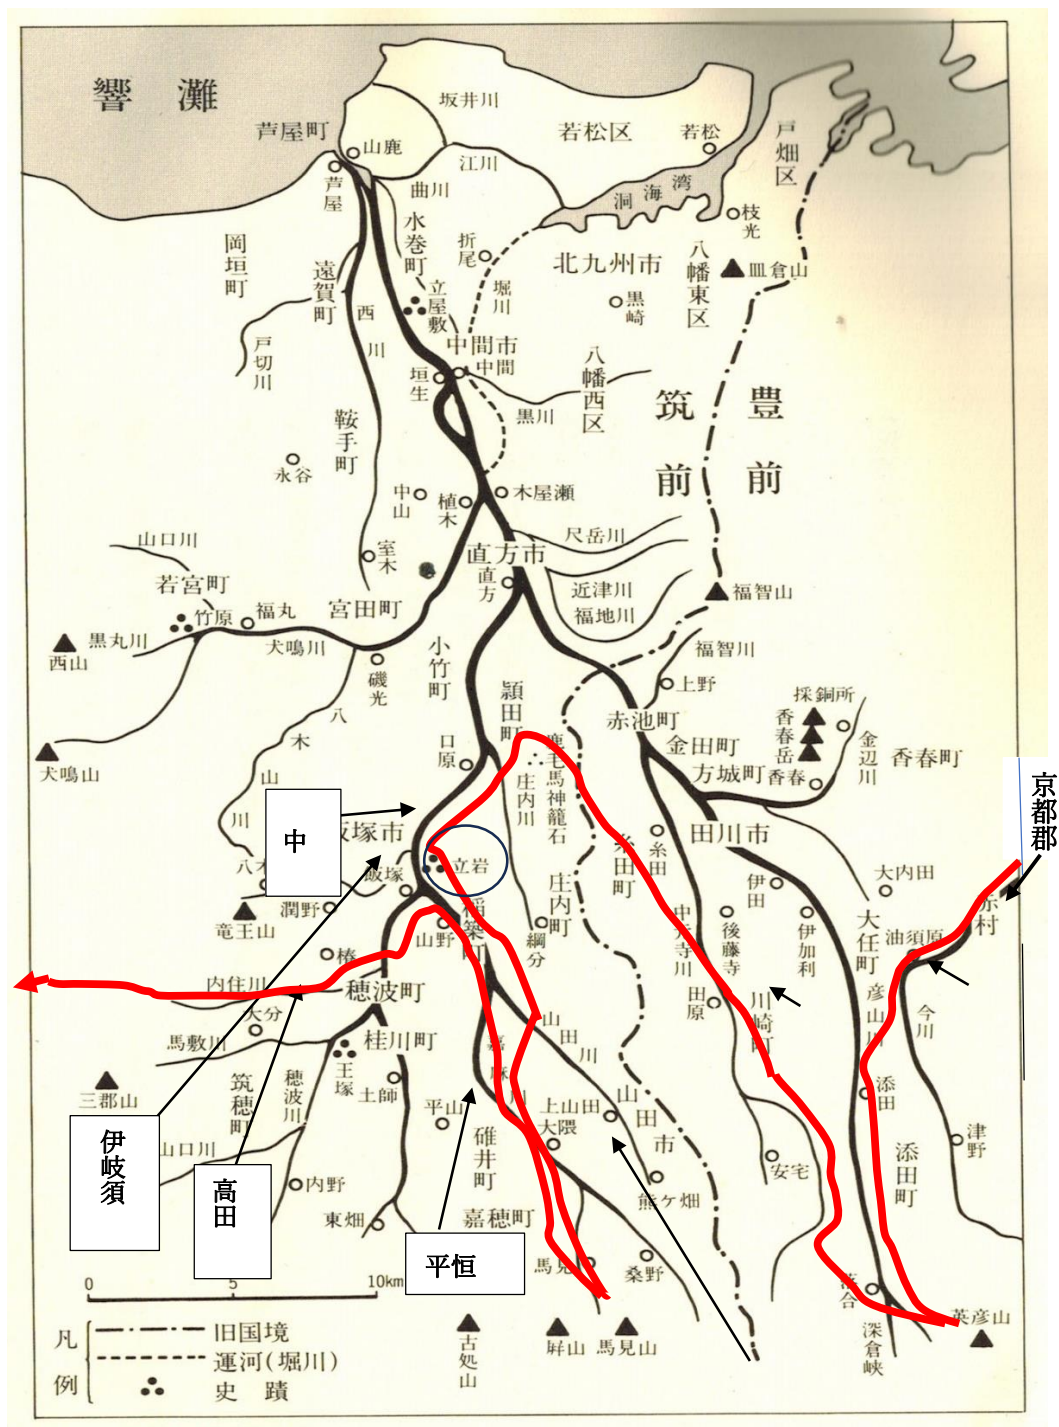 響灘
芦屋町
山鹿
芦屋
坂井川
若松区
若松
戸畑区
江川
曲川
洞海湾
枝光
水巻町
折尾
北九州市
八幡東区
皿倉山
岡垣町
遠賀町
立屋敷
堀川
黒崎
西川
戸切川
中間市
中間
垣生
八幡西区
黒川
筑前
豊前
鞍手町
永谷
中山
植木
木屋瀬
山口川
室木
直方市
直方
尺岳川
若宮町
近津川
福地川
福智山
竹原
福丸
宮田町
黒丸川
西山
犬鳴川
小竹町
福智川
磯光
上野
頴田町
採銅所
八木山川
赤池町
香春岳
金辺川
香春町
口原
鹿毛馬神籠石
金田町
方城町
香春
犬鳴山
庄内川
京都郡
中
飯塚市
糸田町
糸田
田川市
立岩
飯塚
庄内町
伊田
大内田
潤野
稲築町
竜王山
山野
綱分
中元寺川
後藤寺
伊加利
大任町
油須原
赤村
椿
内住川
穂波町
田原
川崎町
彦山川
今川
大分
馬敷川
桂川町
嘉麻川
山田川
王塚
三郡山
筑穂町
穂波川
土師
平山
上山田
大隈
山田市
添田
津野
伊岐須
山口川
碓井町
添田町
高田
内野
安宅
熊ケ畑
東畑
嘉穂町
平恒
馬見
桑野
落合
英彦山
0 5 10km
古処山
屛山
馬見山
深倉峡
凡例
旧国境
運河(堀川)
史蹟